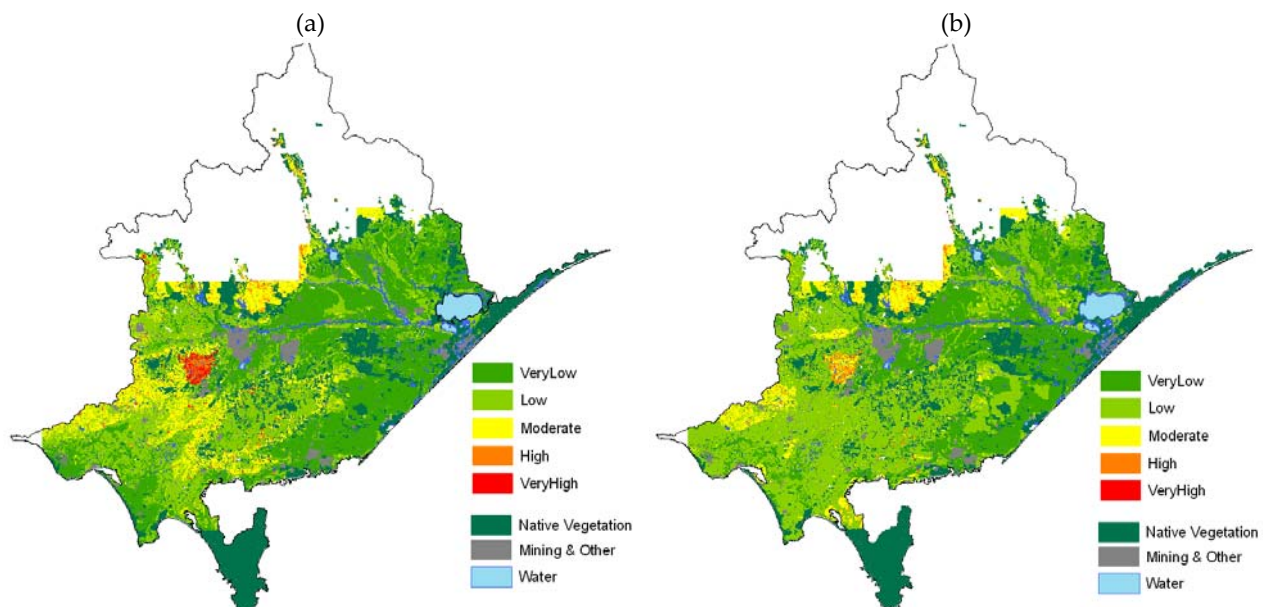 (a)
(b)
VeryLow
Low
Moderate
High
VeryHigh
Native Vegetation
Mining & Other
Water
VeryLow
Low
Moderate
High
VeryHigh
Native Vegetation
Mining & Other
Water